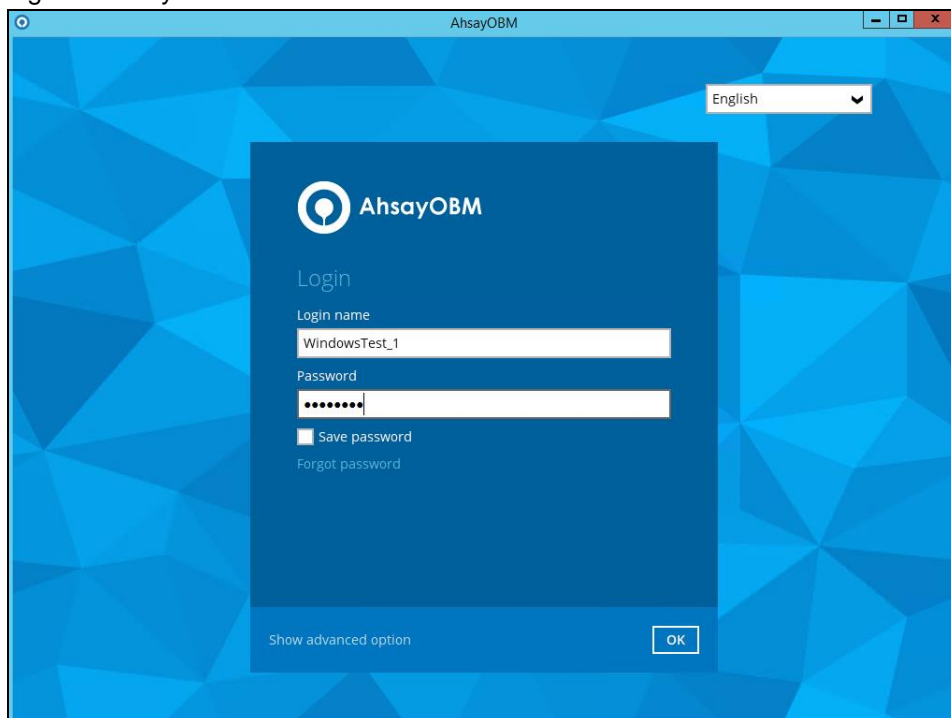 AhsayOBM
English
AhsayOBM
Login
Login name
WindowsTest_1
Password
••••••••
Save password
Forgot password
Show advanced option
OK